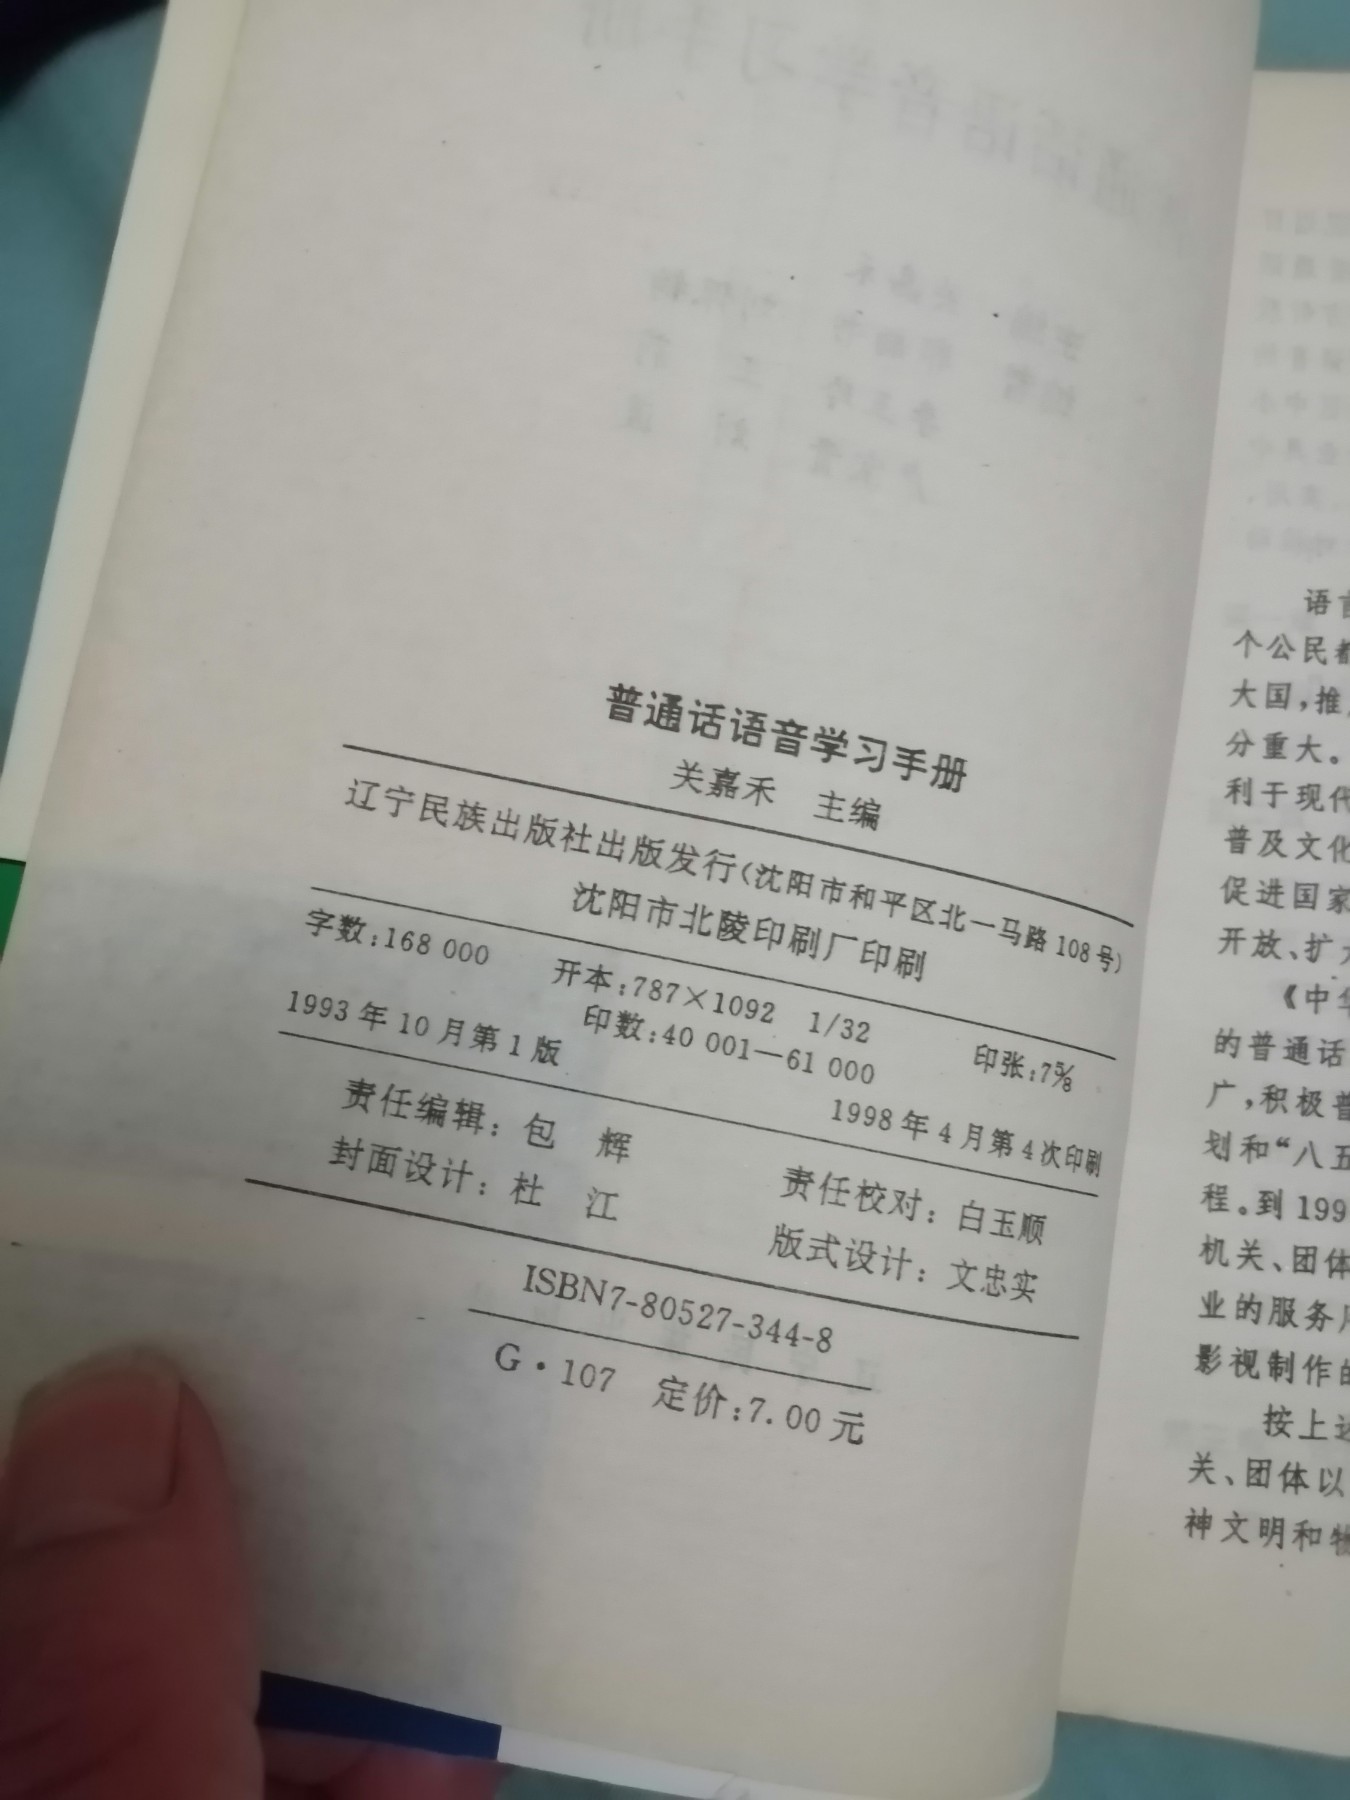 普通话语音学习手册
关嘉禾　主编
辽宁民族出版社出版发行(沈阳市和平区北一马路108号)
沈阳市北陵印刷厂印刷
字数:168 000　开本:787×1092　1/32　印张:7⅝
1993年10月第1版　印数:40 001—61 000　1998年4月第4次印刷
责任编辑:包　辉　责任校对:白玉顺
封面设计:杜　江　版式设计:文忠实
ISBN7-80527-344-8
G·107　定价:7.00元
语言
个公民都
大国,推
分重大。
利于现代
普及文化
促进国家
开放、扩大
《中华
的普通话
广,积极普
划和“八五
程。到199
机关、团体
业的服务
影视制作的
按上述
关、团体以
神文明和物